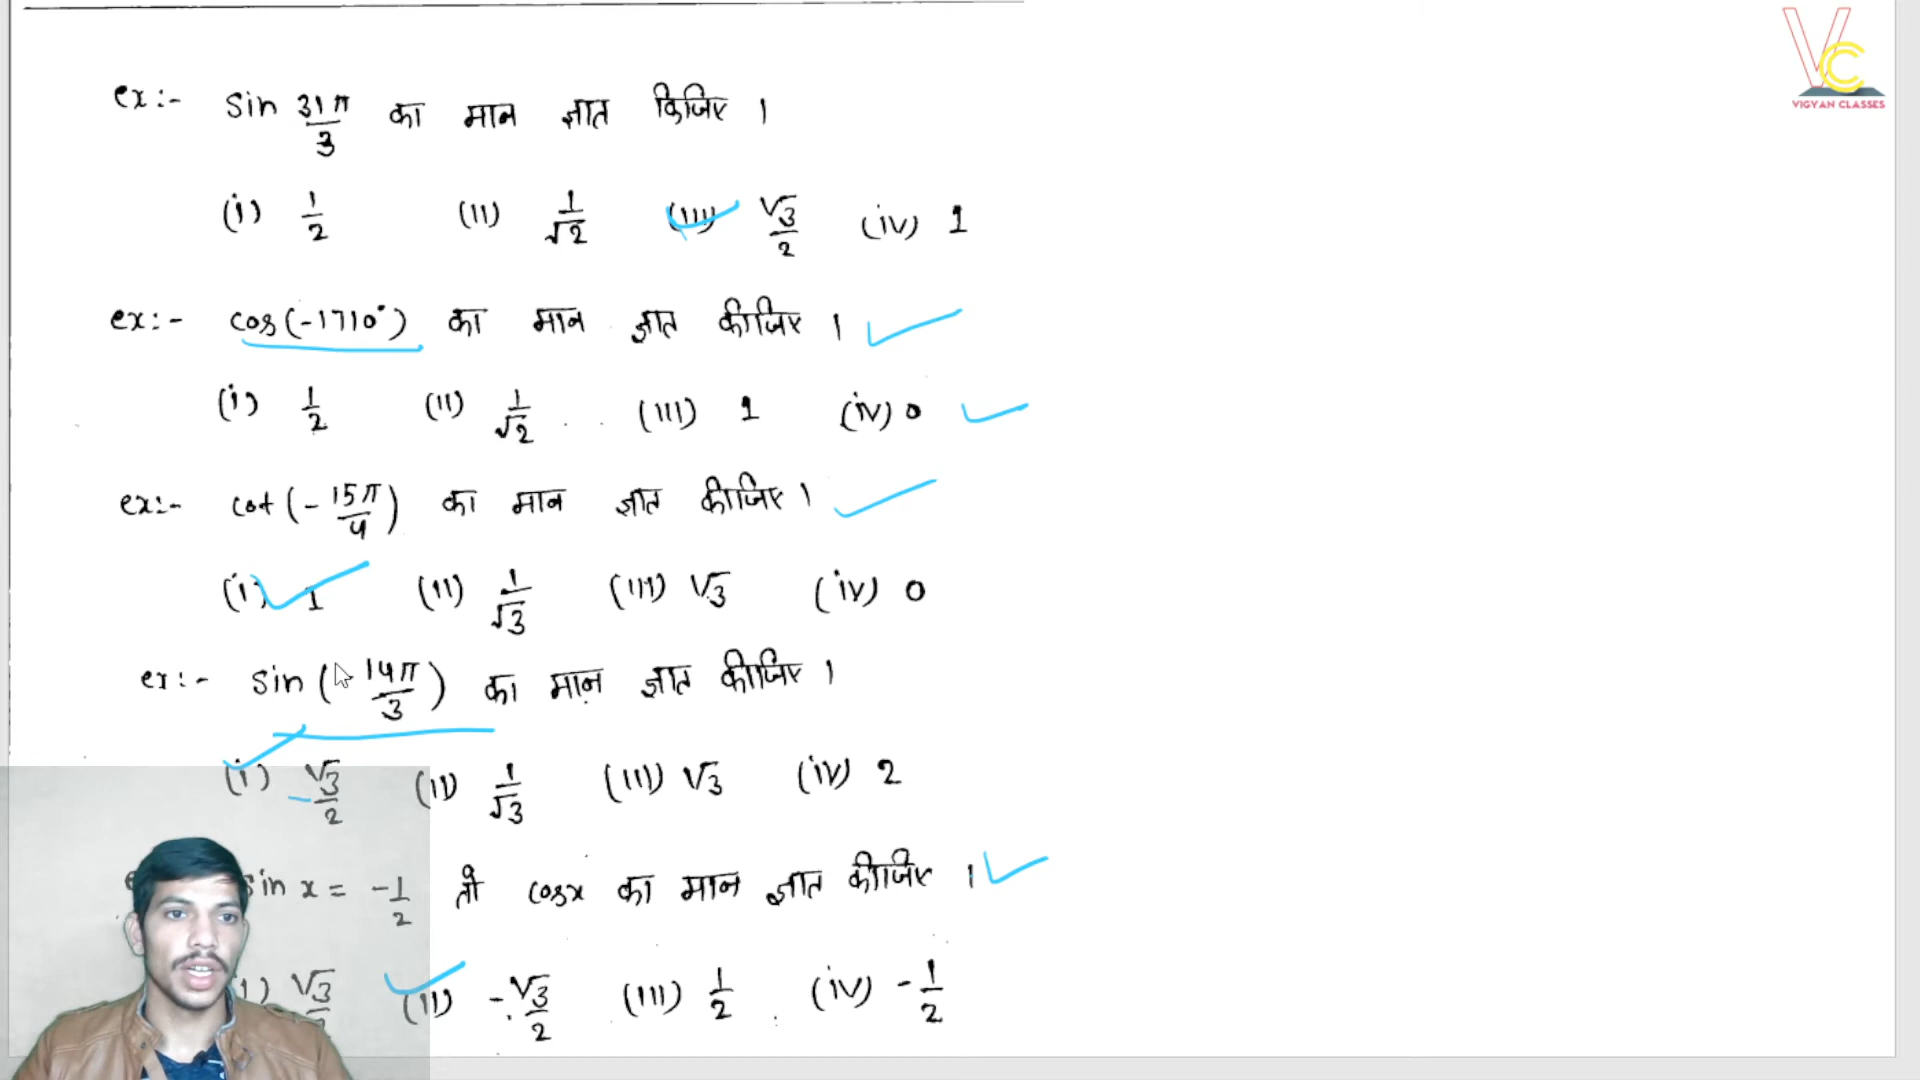 VIGYAN CLASSES
ex:- sin 31π/3 का मान ज्ञात किजिए ।
(i) 1/2 (ii) 1/√2 (iii) √3/2 (iv) 1
ex:- cos(-1710°) का मान ज्ञात कीजिए ।
(i) 1/2 (ii) 1/√2 (iii) 1 (iv) 0
ex:- cot(-15π/4) का मान ज्ञात कीजिए ।
(i) 1 (ii) 1/√3 (iii) √3 (iv) 0
ex:- sin(-14π/3) का मान ज्ञात कीजिए ।
(i) -√3/2 (ii) 1/√3 (iii) √3 (iv) 2
sin x = -1/2 तो cosx का मान ज्ञात कीजिए ।
(i) √3/2 (ii) -√3/2 (iii) 1/2 (iv) -1/2